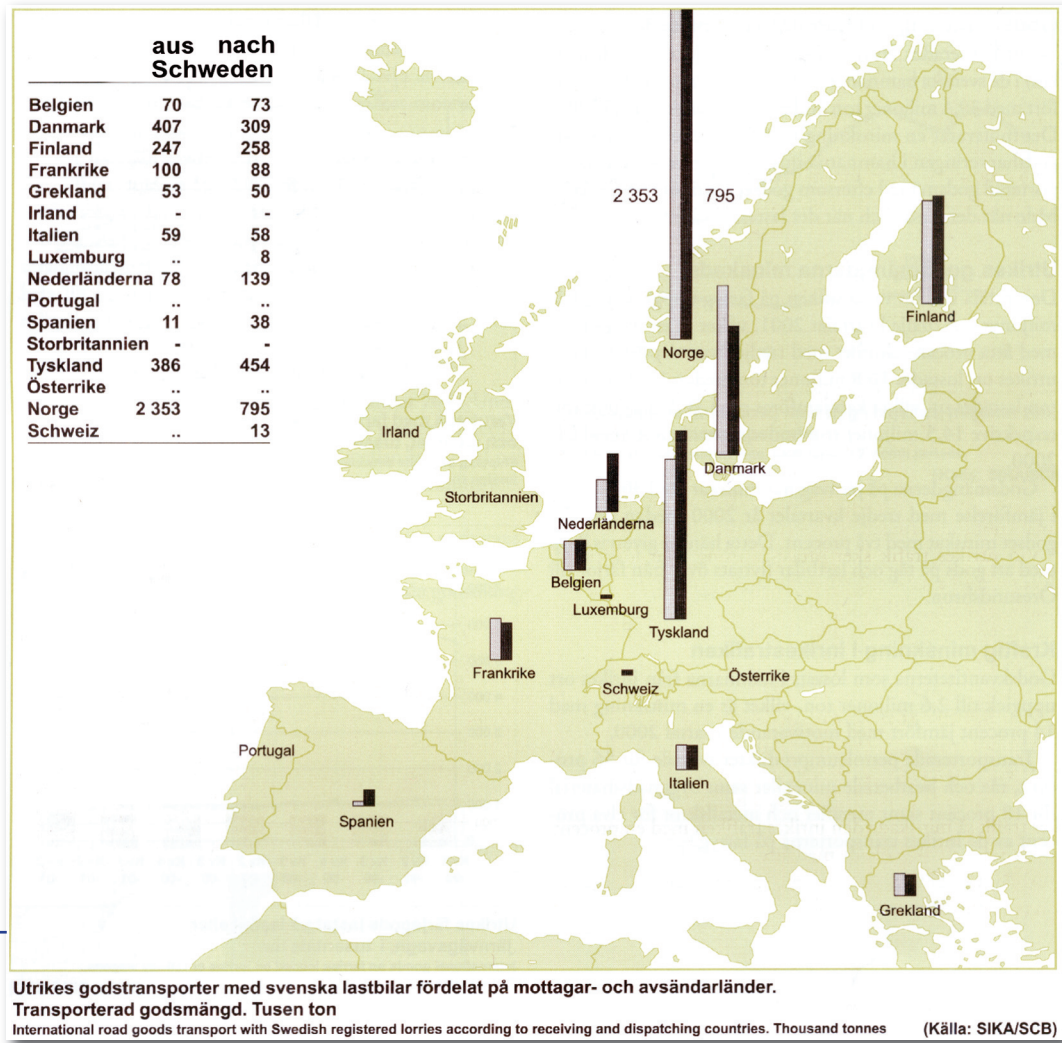 aus nach
Schweden
Belgien 70 73
Danmark 407 309
Finland 247 258
Frankrike 100 88
Grekland 53 50
Irland - -
Italien 59 58
Luxemburg .. 8
Nederländerna 78 139
Portugal .. ..
Spanien 11 38
Storbritannien - -
Tyskland 386 454
Österrike .. ..
Norge 2 353 795
Schweiz .. 13
2 353 795
Finland
Norge
Irland
Danmark
Storbritannien
Nederländerna
Belgien
Luxemburg
Tyskland
Frankrike
Schweiz
Österrike
Portugal
Italien
Spanien
Grekland
Utrikes godstransporter med svenska lastbilar fördelat på mottagar- och avsändarländer.
Transporterad godsmängd. Tusen ton
International road goods transport with Swedish registered lorries according to receiving and dispatching countries. Thousand tonnes (Källa: SIKA/SCB)